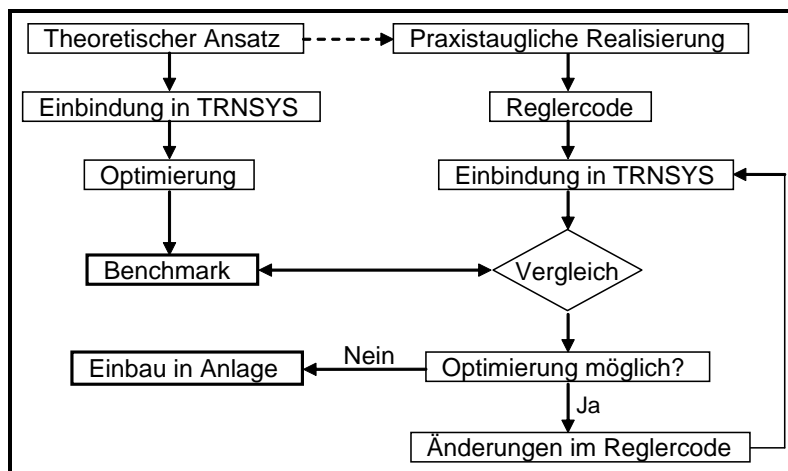 Theoretischer Ansatz
Praxistaugliche Realisierung
Einbindung in TRNSYS
Reglercode
Optimierung
Einbindung in TRNSYS
Benchmark
Vergleich
Einbau in Anlage
Nein
Optimierung möglich?
Ja
Änderungen im Reglercode